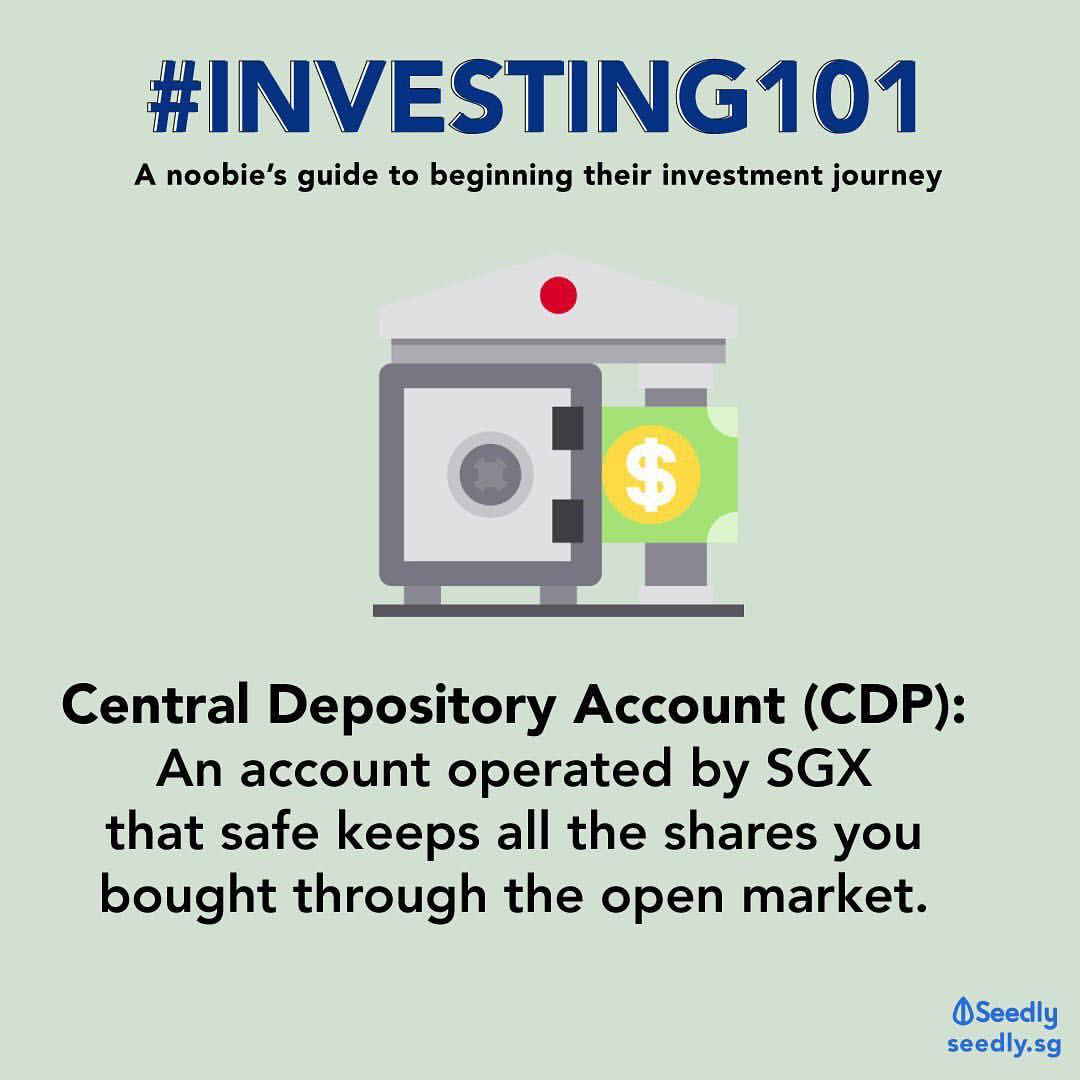 #INVESTING101
A noobie's guide to beginning their investment journey
$
Central Depository Account (CDP):
An account operated by SGX
that safe keeps all the shares you
bought through the open market.
Seedly
seedly.sg